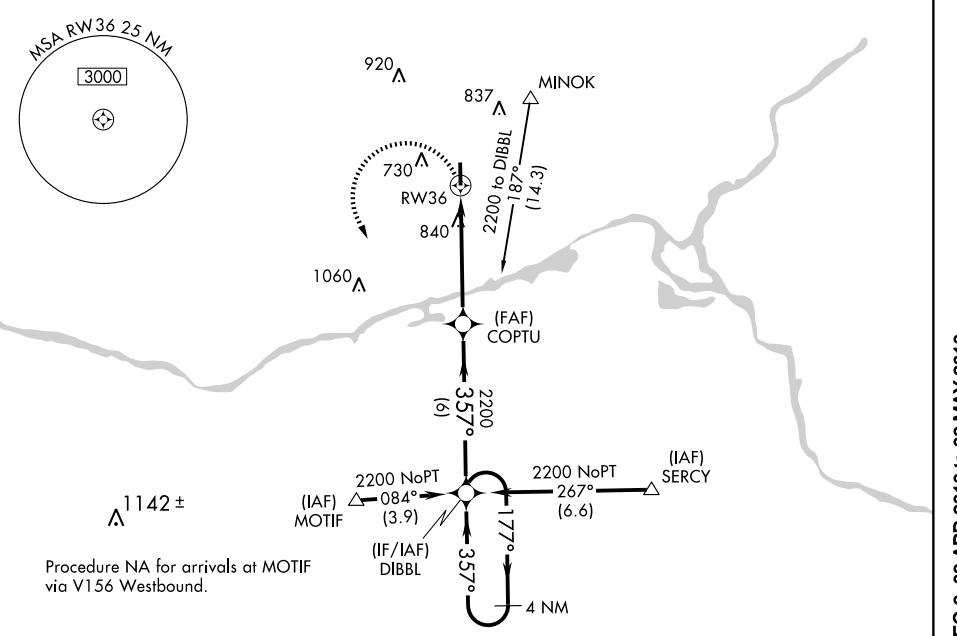 MSA RW36 25 NM
3000
920
837
MINOK
2200 to DIBBL
187°
(14.3)
730
RW36
840
1060
(FAF)
COPTU
2200
357°
(6)
(IAF)
MOTIF
2200 NoPT
084°
(3.9)
2200 NoPT
267°
(6.6)
(IAF)
SERCY
(IF/IAF)
DIBBL
177°
357°
4 NM
1142 ±
Procedure NA for arrivals at MOTIF
via V156 Westbound.